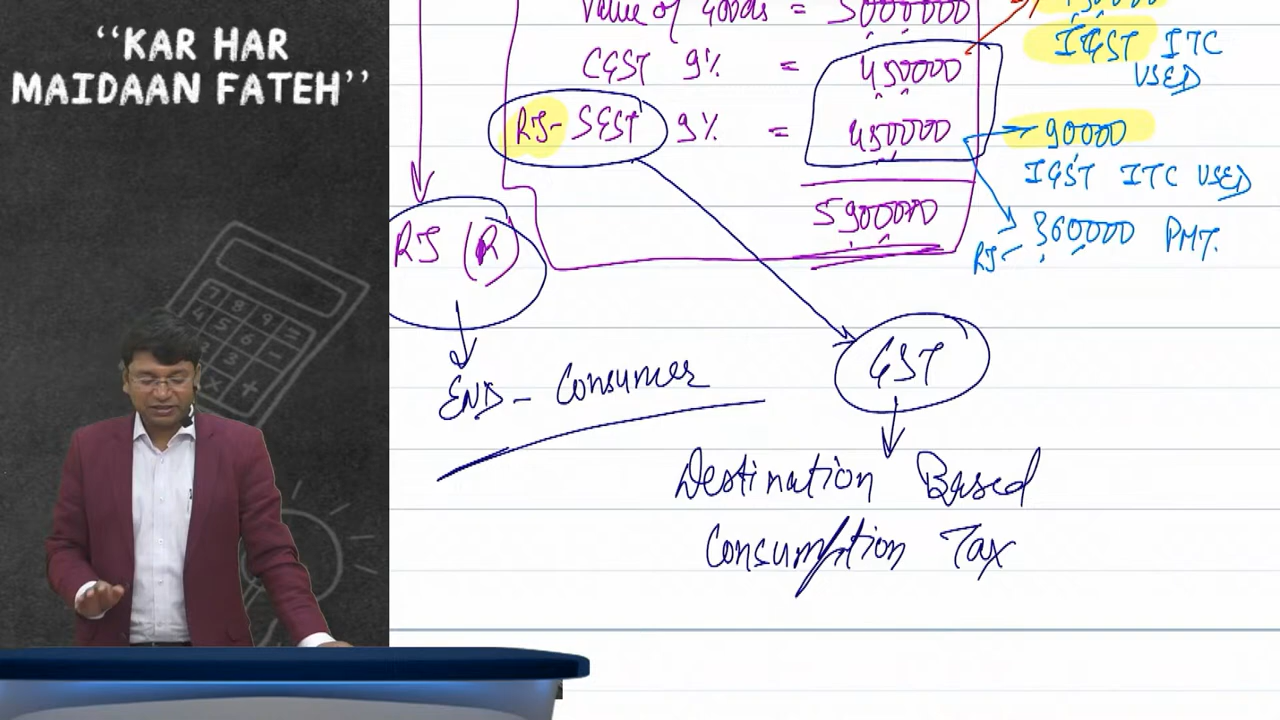 “KAR HAR
MAIDAAN FATEH”
Value of Goods = 5000000
CGST 9% = 450000
RJ- SGST 9% = 450000
5900000
IGST ITC
USED
90000
IGST ITC USED
RJ- 360000 PMT.
RJ (R)
END - Consumer
GST
Destination Based
Consumption Tax